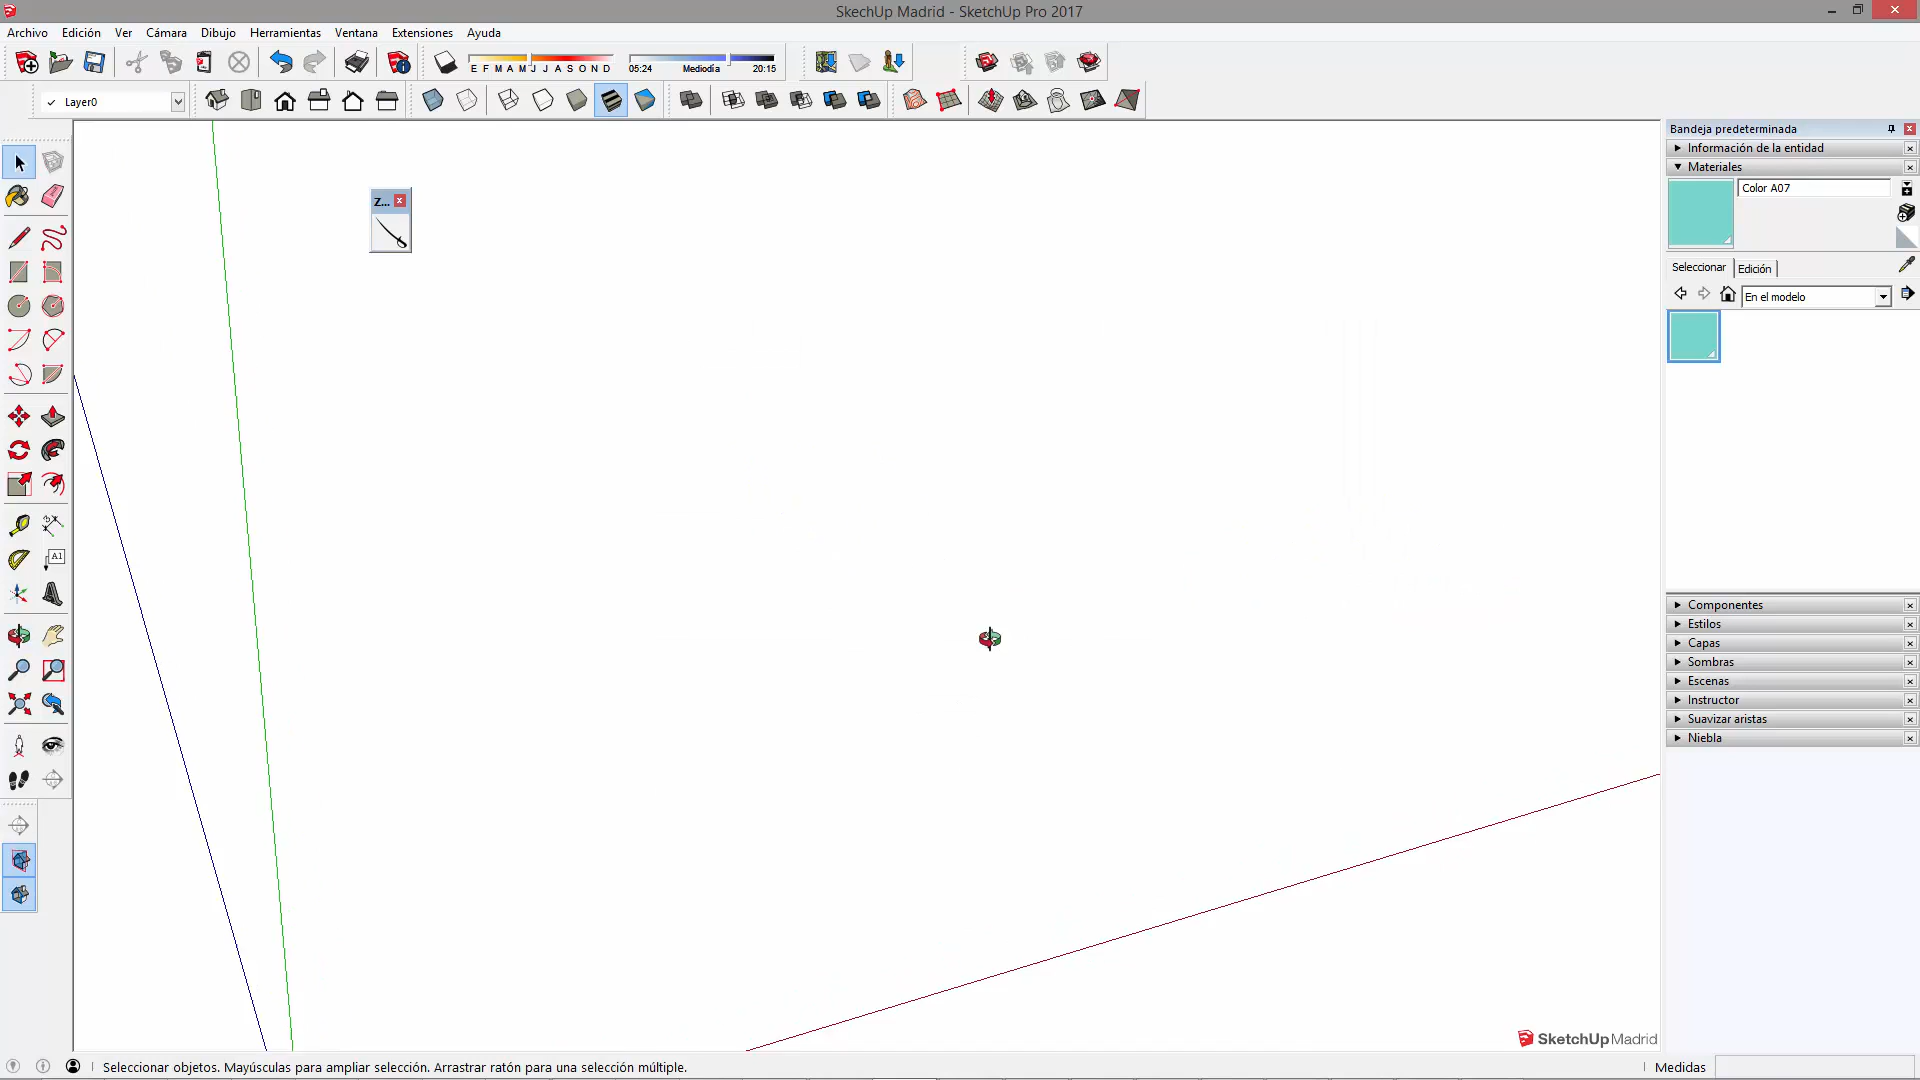 SkechUp Madrid - SketchUp Pro 2017
Archivo Edición Ver Cámara Dibujo Herramientas Ventana Extensiones Ayuda
E F M A M J J A S O N D 05:24 Mediodía 20:15
Layer0
Z...
A1
Bandeja predeterminada
Información de la entidad
Materiales
Color A07
Seleccionar Edición
En el modelo
Componentes
Estilos
Capas
Sombras
Escenas
Instructor
Suavizar aristas
Niebla
SketchUp Madrid
Seleccionar objetos. Mayúsculas para ampliar selección. Arrastrar ratón para una selección múltiple.
Medidas